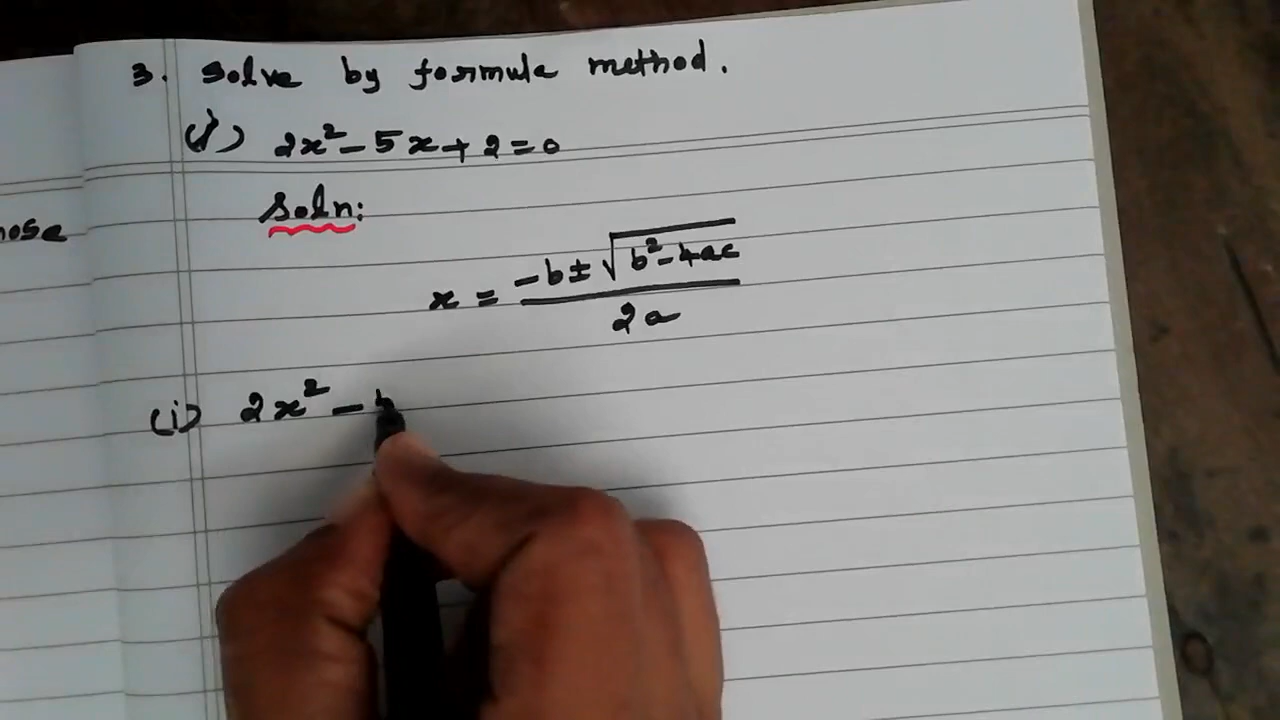 3. Solve by formula method.
(i) 2x² - 5x + 2 = 0
Soln:
x = -b ± √b² - 4ac / 2a
(i) 2x² -